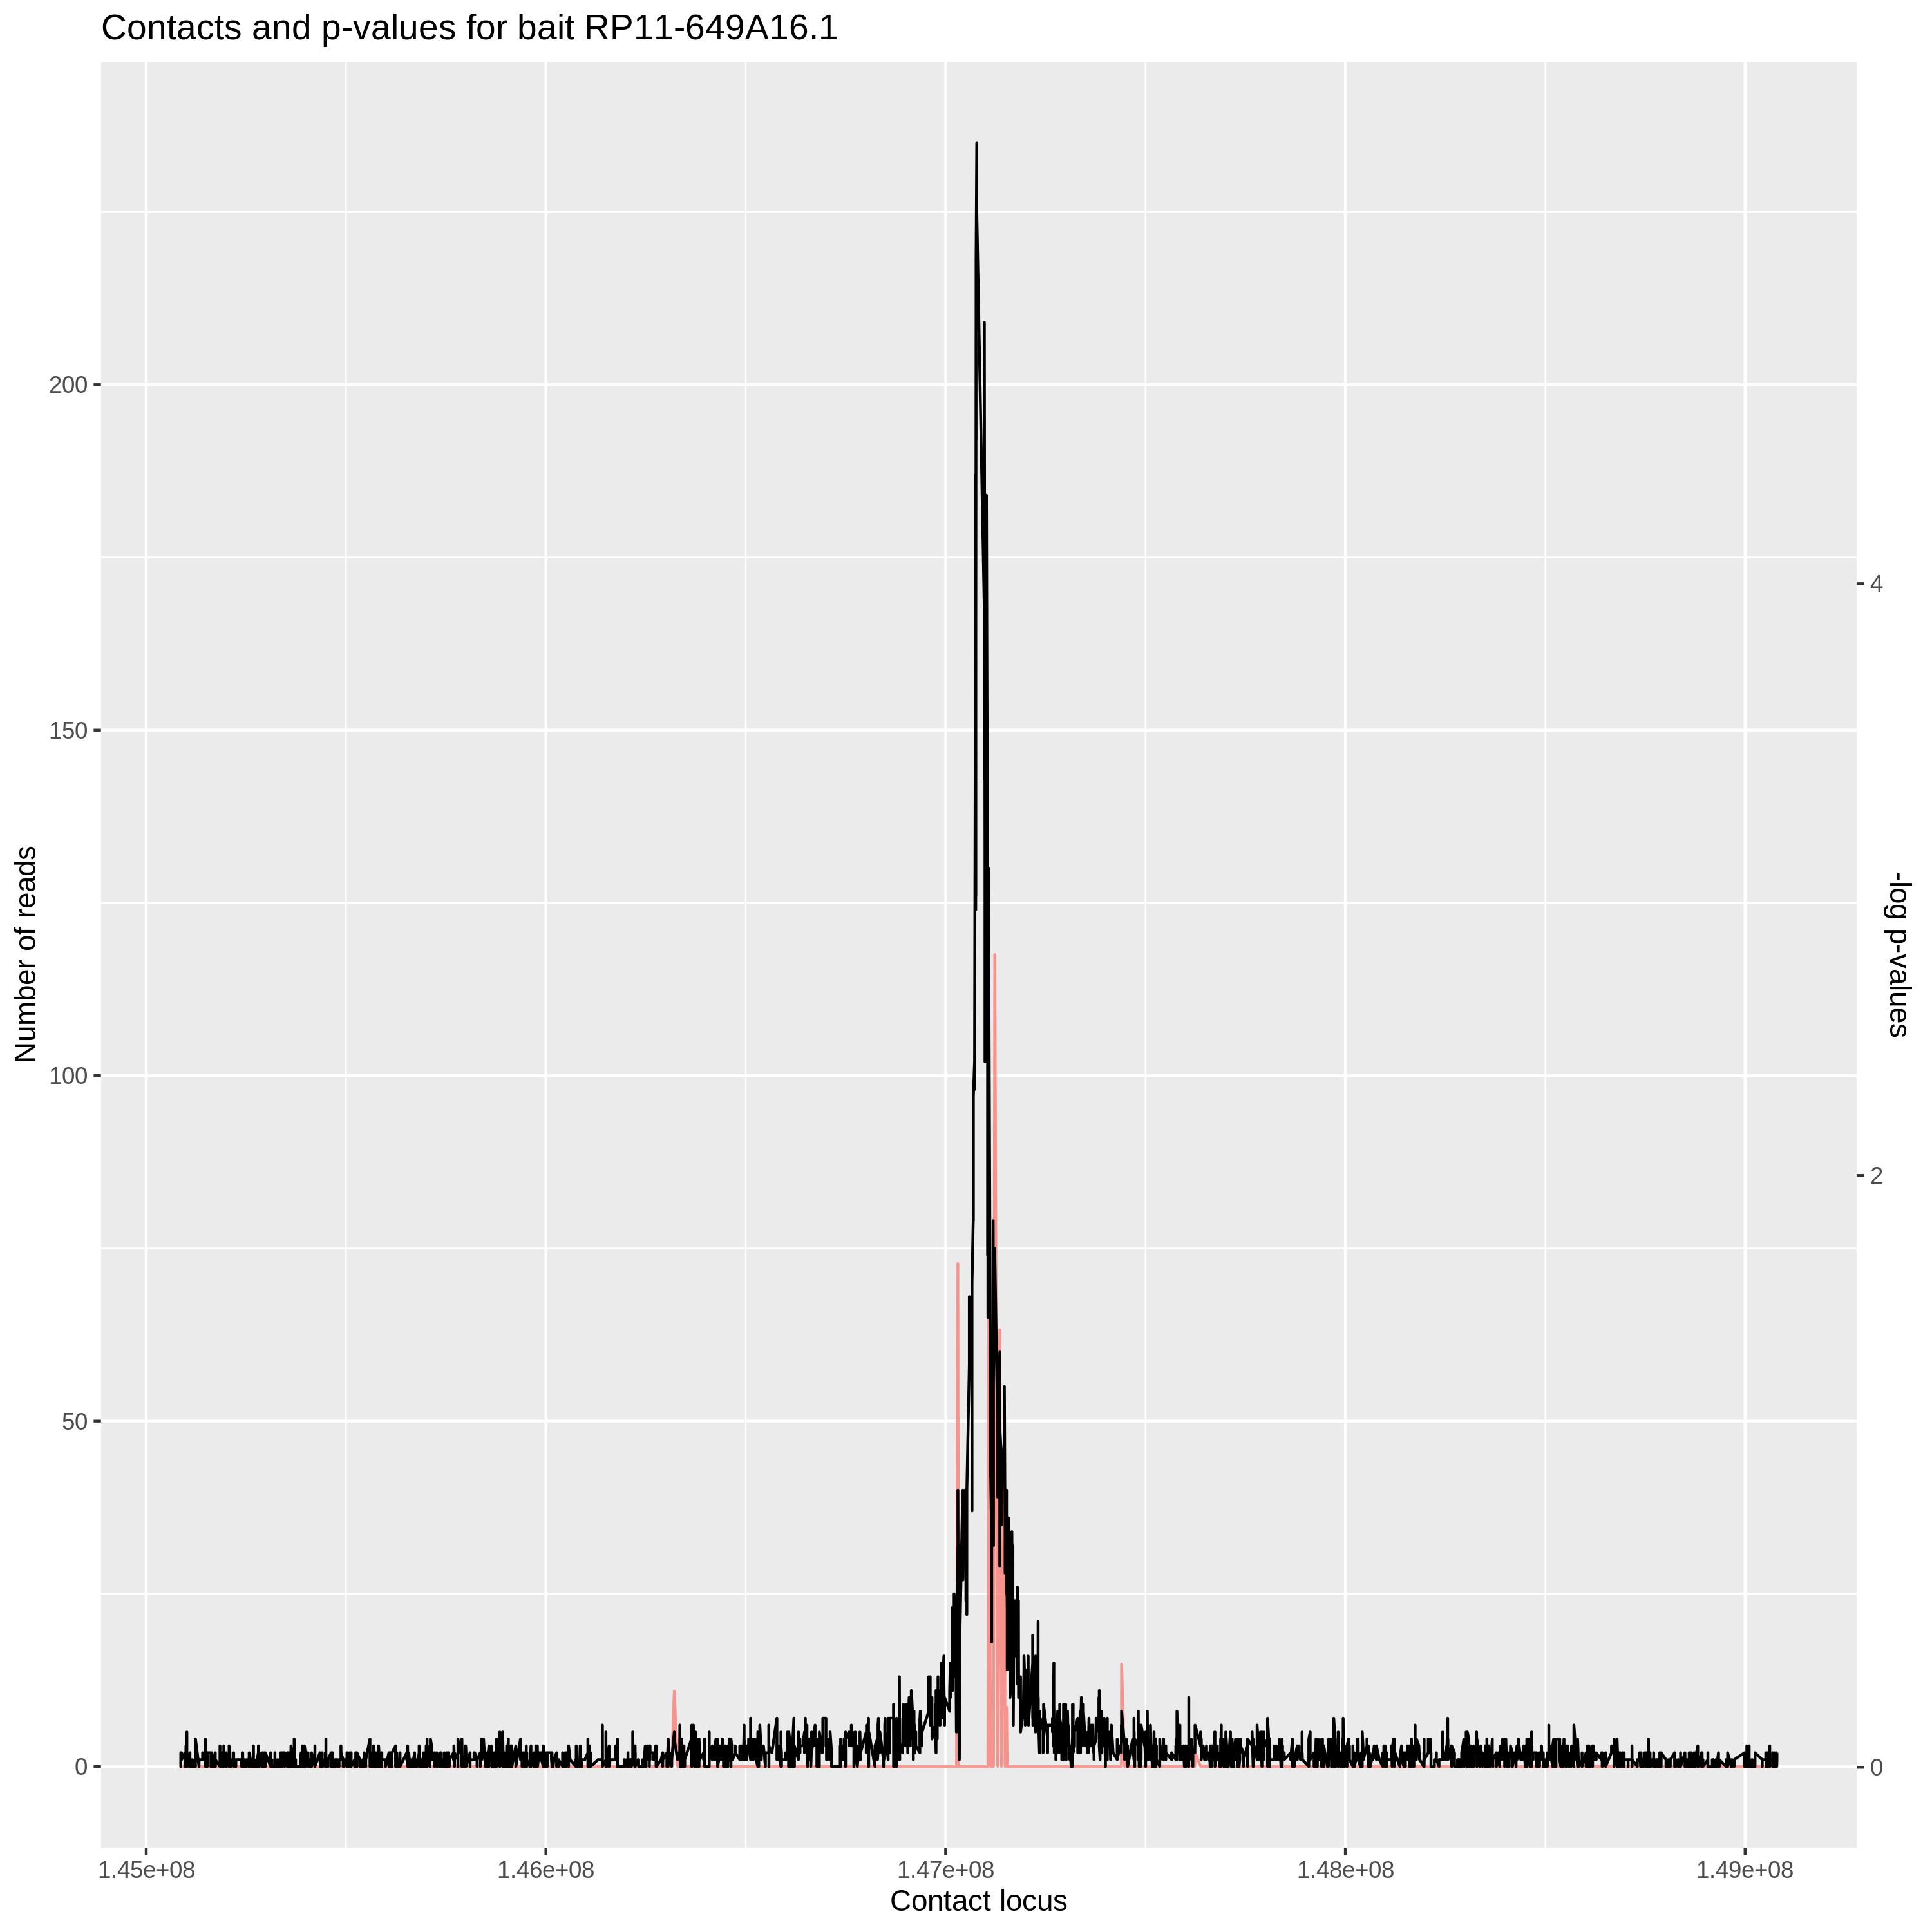 Contacts and p-values for bait RP11-649A16.1
200
150
100
50
0
Number of reads
4
2
0
-log p-values
1.45e+08
1.46e+08
1.47e+08
1.48e+08
1.49e+08
Contact locus